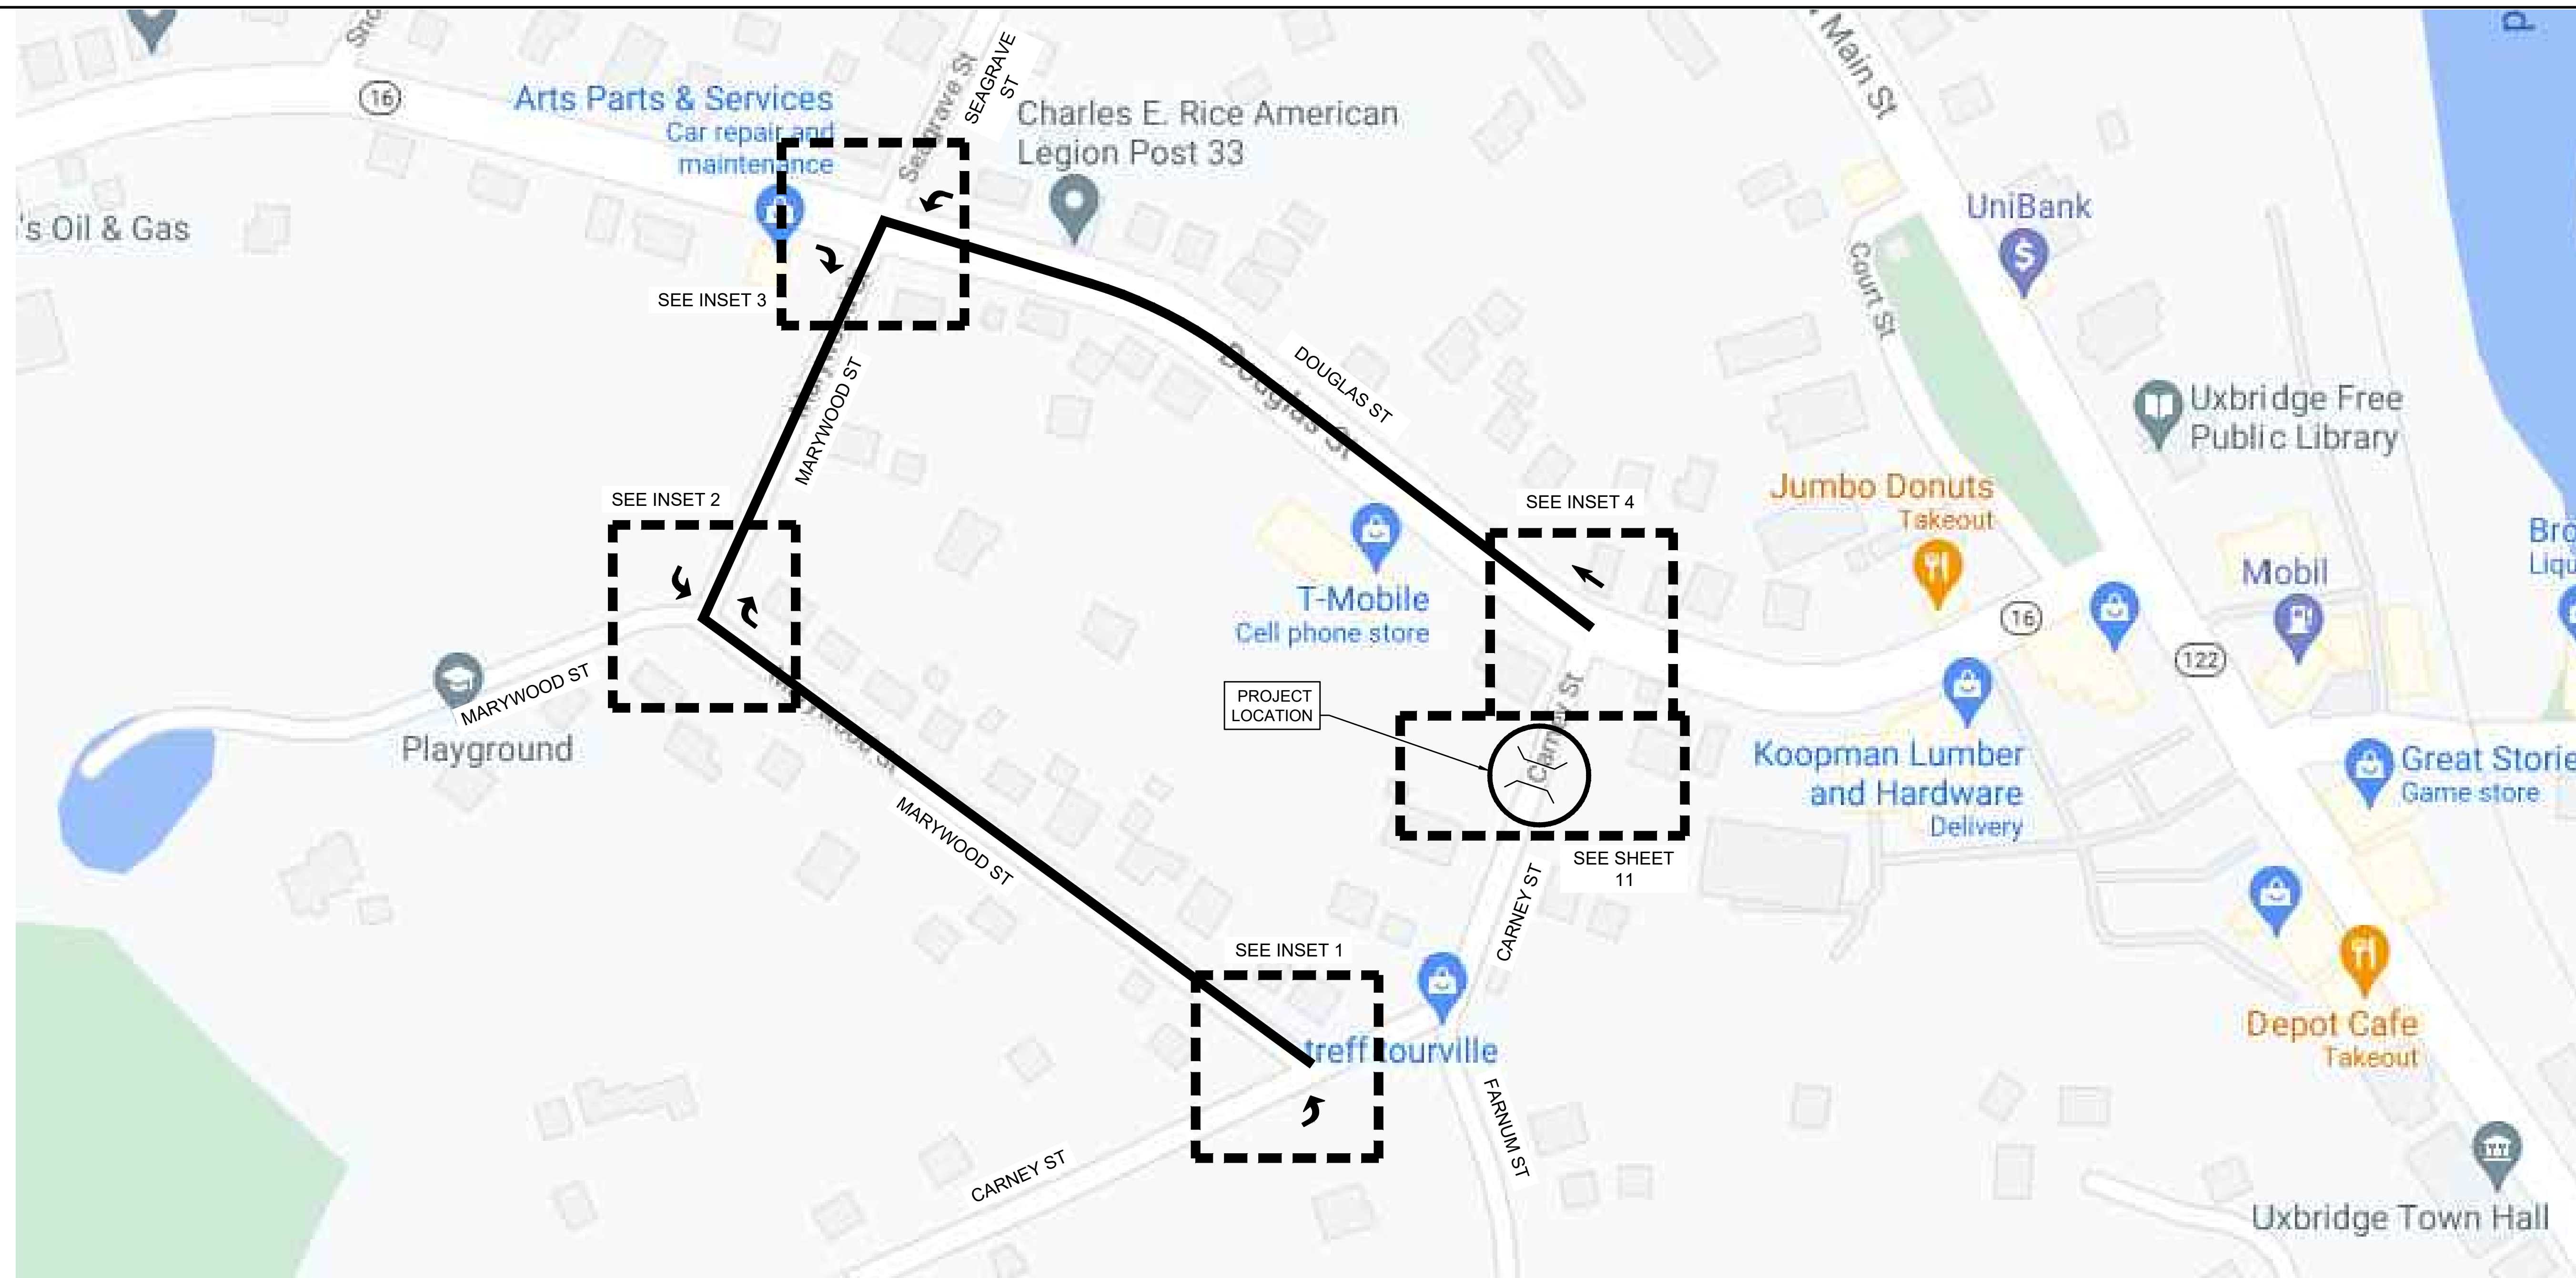 Main St
16
Arts Parts & Services
Car repair and
maintenance
Seagrave St
SEAGRAVE
ST
Charles E. Rice American
Legion Post 33
's Oil & Gas
UniBank
Court St
SEE INSET 3
MARYWOOD ST
Douglas St
DOUGLAS ST
Uxbridge Free
Public Library
Jumbo Donuts
Takeout
SEE INSET 2
SEE INSET 4
T-Mobile
Cell phone store
16
Mobil
122
MARYWOOD ST
Playground
PROJECT
LOCATION
Carney St
Koopman Lumber
and Hardware
Delivery
Great Storie
Game store
MARYWOOD ST
SEE SHEET
11
CARNEY ST
SEE INSET 1
treff tourville
FARNUM ST
CARNEY ST
Depot Cafe
Takeout
Uxbridge Town Hall